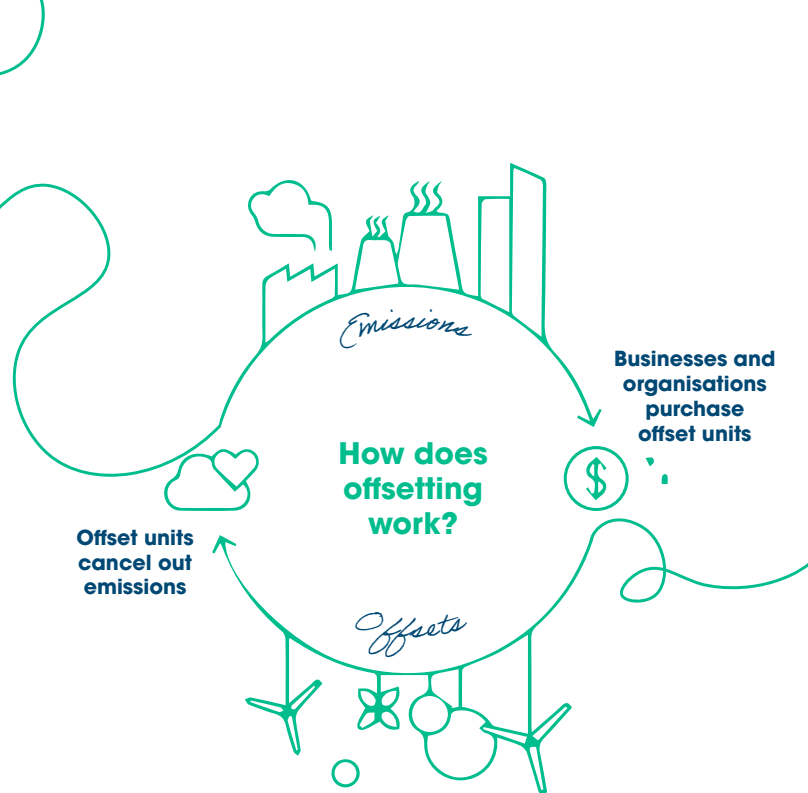 Emissions
Businesses and
organisations
purchase
offset units
$
How does
offsetting
work?
Offset units
cancel out
emissions
Offsets